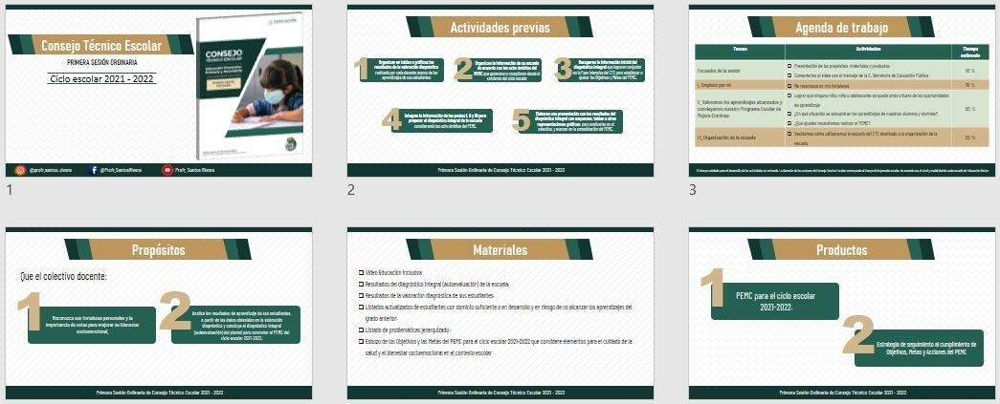 Consejo Técnico Escolar
PRIMERA SESIÓN ORDINARIA
Ciclo escolar 2021 - 2022
EDUCACIÓN
CONSEJO
TÉCNICO ESCOLAR
@profr_santos.rivera
@Profr_SantosRivera
Profr_Santos Rivera
1
Actividades previas
1
Organicen en tablas o gráficas los
resultados de la valoración diagnóstica
realizada por cada docente acerca de los
aprendizajes de sus estudiantes
2
Organicen la información de su escuela
de acuerdo con los ocho ámbitos del
PEMC que generaron o recopilaron desde el
comienzo del ciclo escolar
3
Recuperen la información inicial del
diagnóstico integral que lograron conjuntar
en la Fase Intensiva del CTE, para establecer o
ajustar los Objetivos y Metas del PEMC.
4
Integren la información de los puntos I, II y III para
preparar el diagnóstico integral de la escuela
considerando los ocho ámbitos del PEMC.
5
Elaboren una presentación con los resultados del
diagnóstico integral con esquemas, tablas u otras
representaciones gráficas, para analizarlos en el
colectivo, y avanzar en la consolidación del PEMC.
Primera Sesión Ordinaria de Consejo Técnico Escolar 2021 - 2022
2
Agenda de trabajo
Temas Actividades Tiempo
estimado
Encuadre de la sesión
Presentación de los propósitos, materiales y productos
Comentarios al video con el mensaje de la C. Secretaria de Educación Pública
10 %
I. Empiezo por mí
Me reconozco en mis fortalezas
15 %
II. Valoramos los aprendizajes alcanzados y
concluyamos nuestro Programa Escolar de
Mejora Continua
Lograr que ninguna niña, niño o adolescente se quede atrás o fuera de las oportunidades
de aprendizaje
¿En qué situación se encuentran los aprendizajes de nuestras alumnas y alumnos?
¿Qué ajustes necesitamos realizar al PEMC?
50 %
III. Organización de la escuela
Decidamos cómo utilizaremos el espacio del CTE destinado a la organización de la
escuela
25 %
3
Propósitos
Que el colectivo docente:
1
Reconozca sus fortalezas personales y la
importancia de estas para mejorar su bienestar
socioemocional.
2
Analice los resultados de aprendizaje de sus estudiantes,
a partir de los datos obtenidos en la valoración
diagnóstica y concluya el diagnóstico integral
(autoevaluación) del plantel para concretar el PEMC del
ciclo escolar 2021-2022.
Primera Sesión Ordinaria de Consejo Técnico Escolar 2021 - 2022
Materiales
Video Educación Inclusiva
Resultados del diagnóstico integral (autoevaluación) de la escuela-
Resultados de la valoración diagnóstica de sus estudiantes-
Listados actualizados de estudiantes con dominio suficiente o en desarrollo y en riesgo de no alcanzar los aprendizajes del
grado anterior-
Listado de problemáticas jerarquizado -
Esbozo de los Objetivos y las Metas del PEMC para el ciclo escolar 2021-2022 que considere elementos para el cuidado de la
salud y el bienestar socioemocional en el contexto escolar
Primera Sesión Ordinaria de Consejo Técnico Escolar 2021 - 2022
Productos
1
PEMC para el ciclo escolar
2021-2022.
2
Estrategia de seguimiento al cumplimiento de
Objetivos, Metas y Acciones del PEMC
Primera Sesión Ordinaria de Consejo Técnico Escolar 2021 - 2022